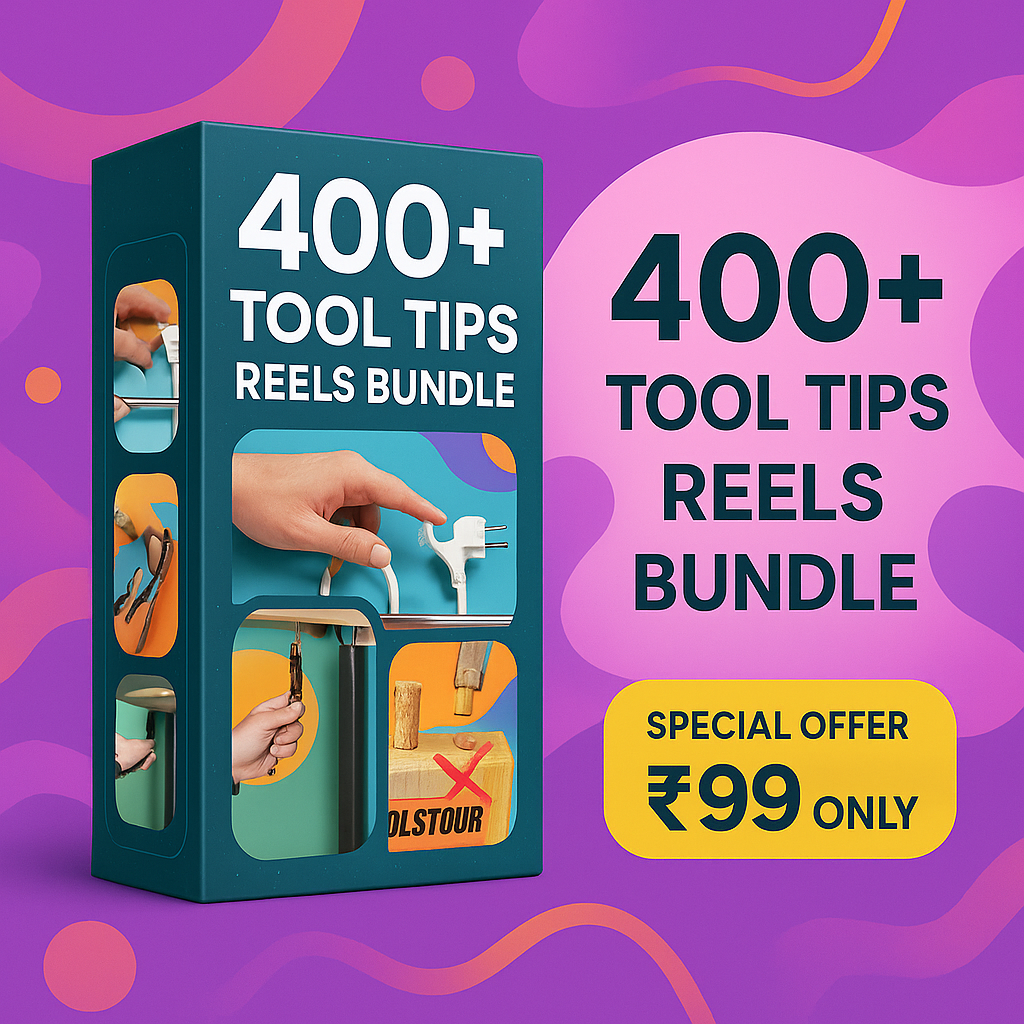 400+
TOOL TIPS
REELS BUNDLE
OLSTOUR
400+
TOOL TIPS
REELS
BUNDLE
SPECIAL OFFER
₹99 ONLY